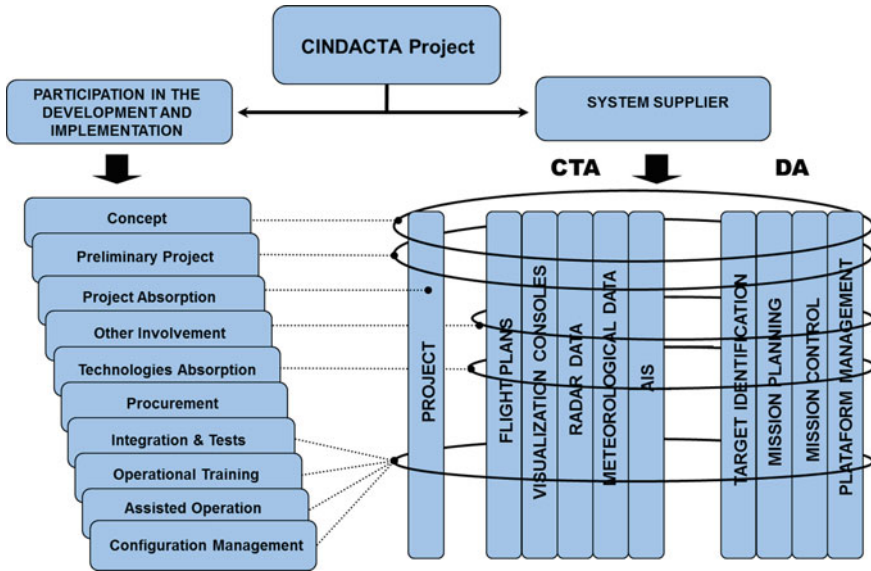 CINDACTA Project
PARTICIPATION IN THE
DEVELOPMENT AND
IMPLEMENTATION
SYSTEM SUPPLIER
CTA
DA
Concept
Preliminary Project
Project Absorption
Other Involvement
Technologies Absorption
Procurement
Integration & Tests
Operational Training
Assisted Operation
Configuration Management
PROJECT
FLIGHT PLANS
VISUALIZATION CONSOLES
RADAR DATA
METEOROLOGICAL DATA
AIS
TARGET IDENTIFICATION
MISSION PLANNING
MISSION CONTROL
PLATAFORM MANAGEMENT